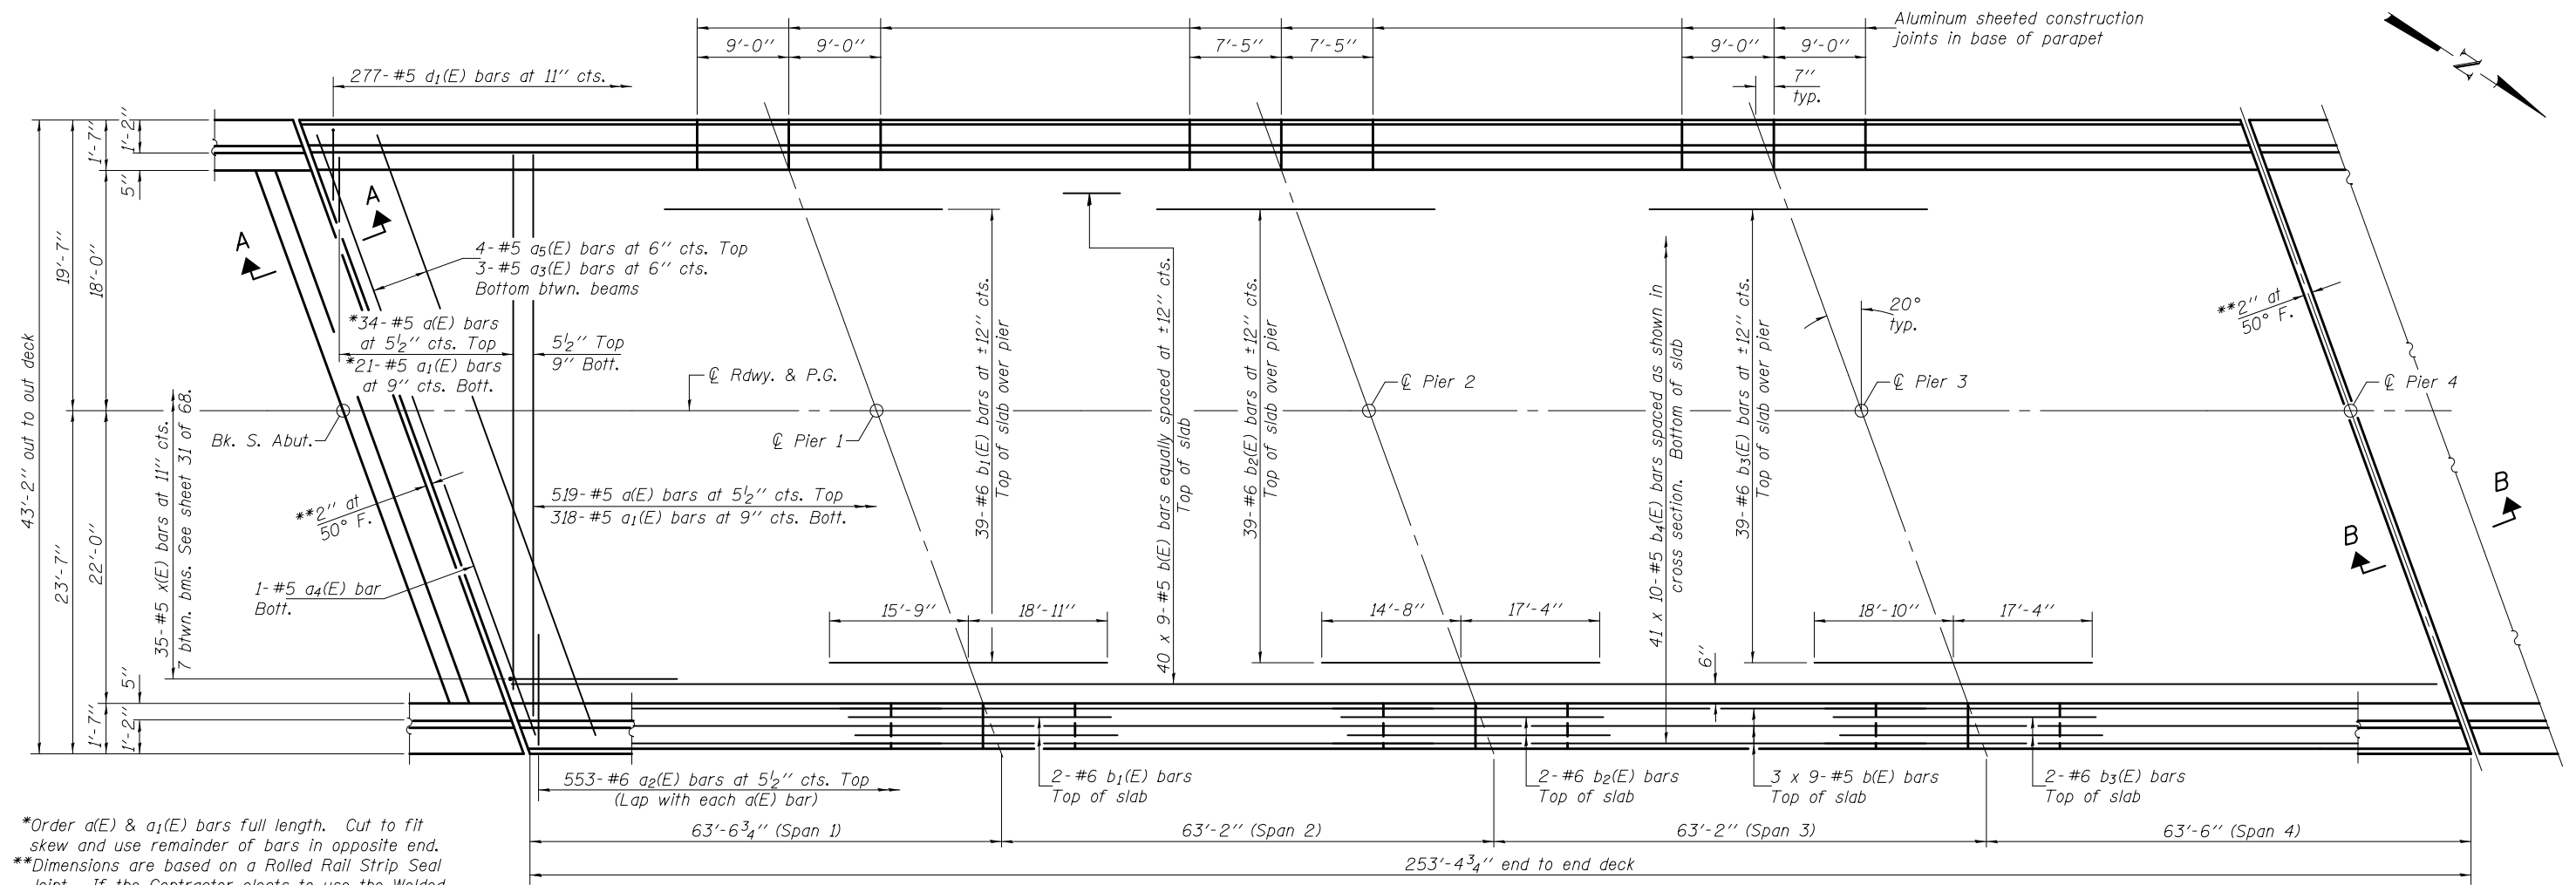 Aluminum sheeted construction
joints in base of parapet
9'-0" 9'-0" 7'-5" 7'-5" 9'-0" 9'-0"
7"
typ.
N
277-#5 d1(E) bars at 11" cts.
1'-7"
1'-2"
5"
19'-7"
18'-0"
43'-2" out to out deck
23'-7"
22'-0"
5"
1'-7"
1'-2"
A
A
4-#5 a5(E) bars at 6" cts. Top
3-#5 a3(E) bars at 6" cts.
Bottom btwn. beams
*34-#5 a(E) bars
at 5½" cts. Top
*21-#5 a1(E) bars
at 9" cts. Bott.
5½" Top
9" Bott.
℄ Rdwy. & P.G.
Bk. S. Abut.
℄ Pier 1
℄ Pier 2
℄ Pier 3
℄ Pier 4
20°
typ.
**2" at
50° F.
**2" at
50° F.
35-#5 x(E) bars at 11" cts.
7 btwn. bms. See sheet 31 of 68.
39-#6 b1(E) bars at ±12" cts.
Top of slab over pier
40 x 9-#5 b(E) bars equally spaced at ±12" cts.
Top of slab
39-#6 b2(E) bars at ±12" cts.
Top of slab over pier
41 x 10-#5 b4(E) bars spaced as shown in
cross section. Bottom of slab
39-#6 b3(E) bars at ±12" cts.
Top of slab over pier
B
B
519-#5 a(E) bars at 5½" cts. Top
318-#5 a1(E) bars at 9" cts. Bott.
1-#5 a4(E) bar
Bott.
15'-9" 18'-11" 14'-8" 17'-4" 18'-10" 17'-4"
6"
553-#6 a2(E) bars at 5½" cts. Top
(Lap with each a(E) bar)
2-#6 b1(E) bars
Top of slab
2-#6 b2(E) bars
Top of slab
3 x 9-#5 b(E) bars
Top of slab
2-#6 b3(E) bars
Top of slab
63'-6¾" (Span 1) 63'-2" (Span 2) 63'-2" (Span 3) 63'-6" (Span 4)
253'-4¾" end to end deck
*Order a(E) & a1(E) bars full length. Cut to fit
skew and use remainder of bars in opposite end.
**Dimensions are based on a Rolled Rail Strip Seal
Joint. If the Contractor elects to use the Welded